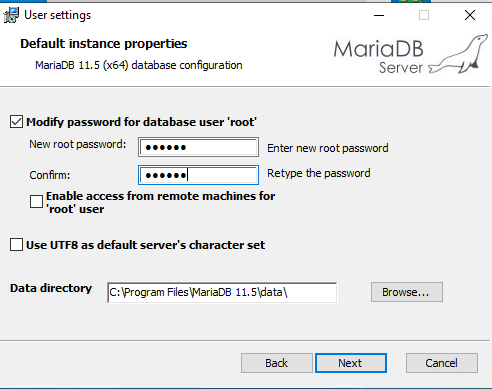 User settings
Default instance properties
MariaDB 11.5 (x64) database configuration
MariaDB
Server
Modify password for database user 'root'
New root password: ●●●●●● Enter new root password
Confirm: ●●●●●● Retype the password
Enable access from remote machines for
'root' user
Use UTF8 as default server's character set
Data directory C:\Program Files\MariaDB 11.5\data\ Browse...
Back Next Cancel